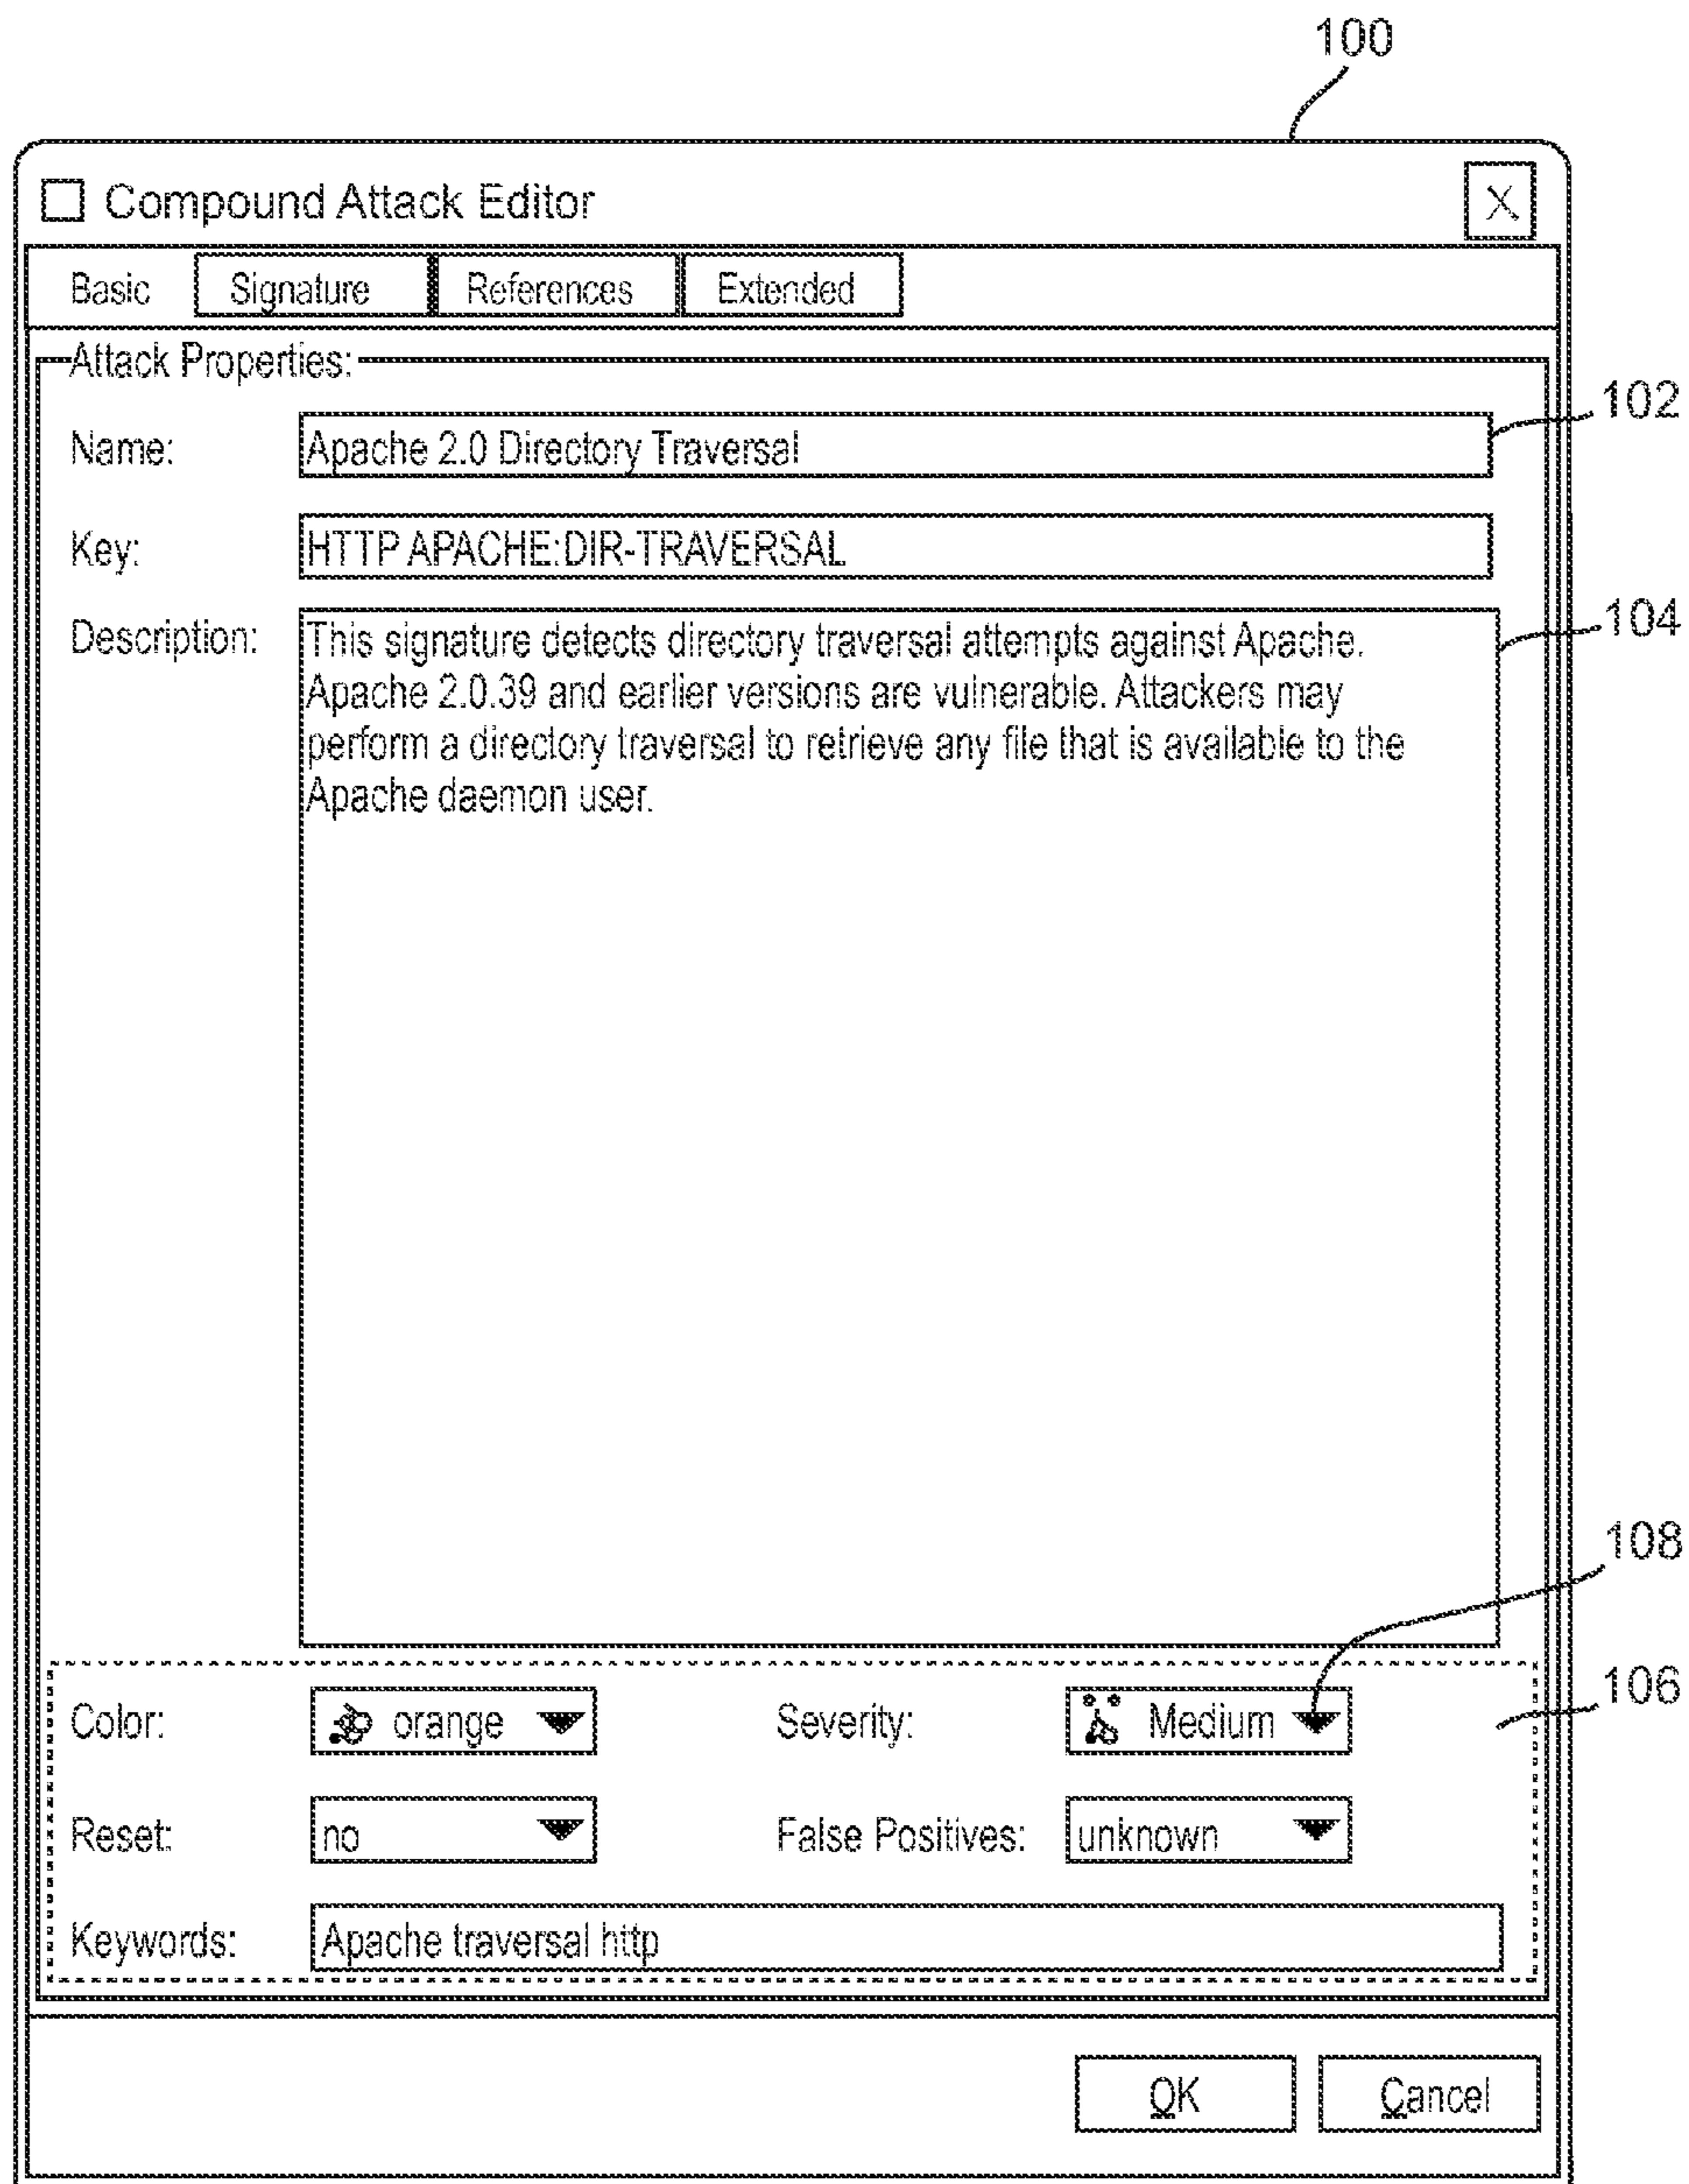 100
Compound Attack Editor X
Basic Signature References Extended
Attack Properties:
Name: Apache 2.0 Directory Traversal
102
Key: HTTP APACHE:DIR-TRAVERSAL
Description: This signature detects directory traversal attempts against Apache.
104
Apache 2.0.39 and earlier versions are vulnerable. Attackers may
perform a directory traversal to retrieve any file that is available to the
Apache daemon user.
108
Color: orange Severity: Medium
106
Reset: no False Positives: unknown
Keywords: Apache traversal http
OK Cancel